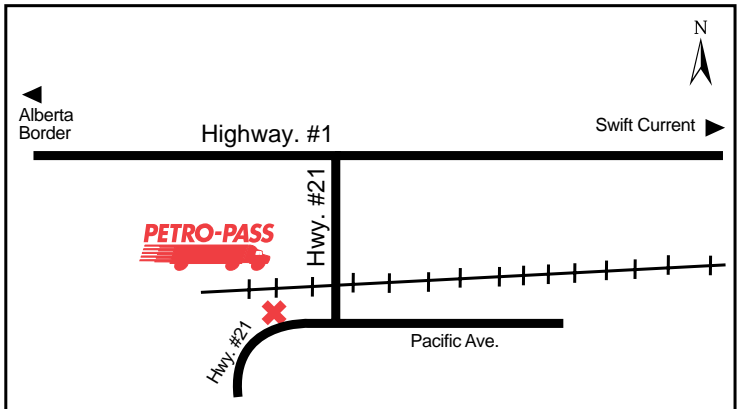 N
Alberta
Border
Swift Current
Highway. #1
Hwy. #21
PETRO-PASS
Hwy. #21
Pacific Ave.